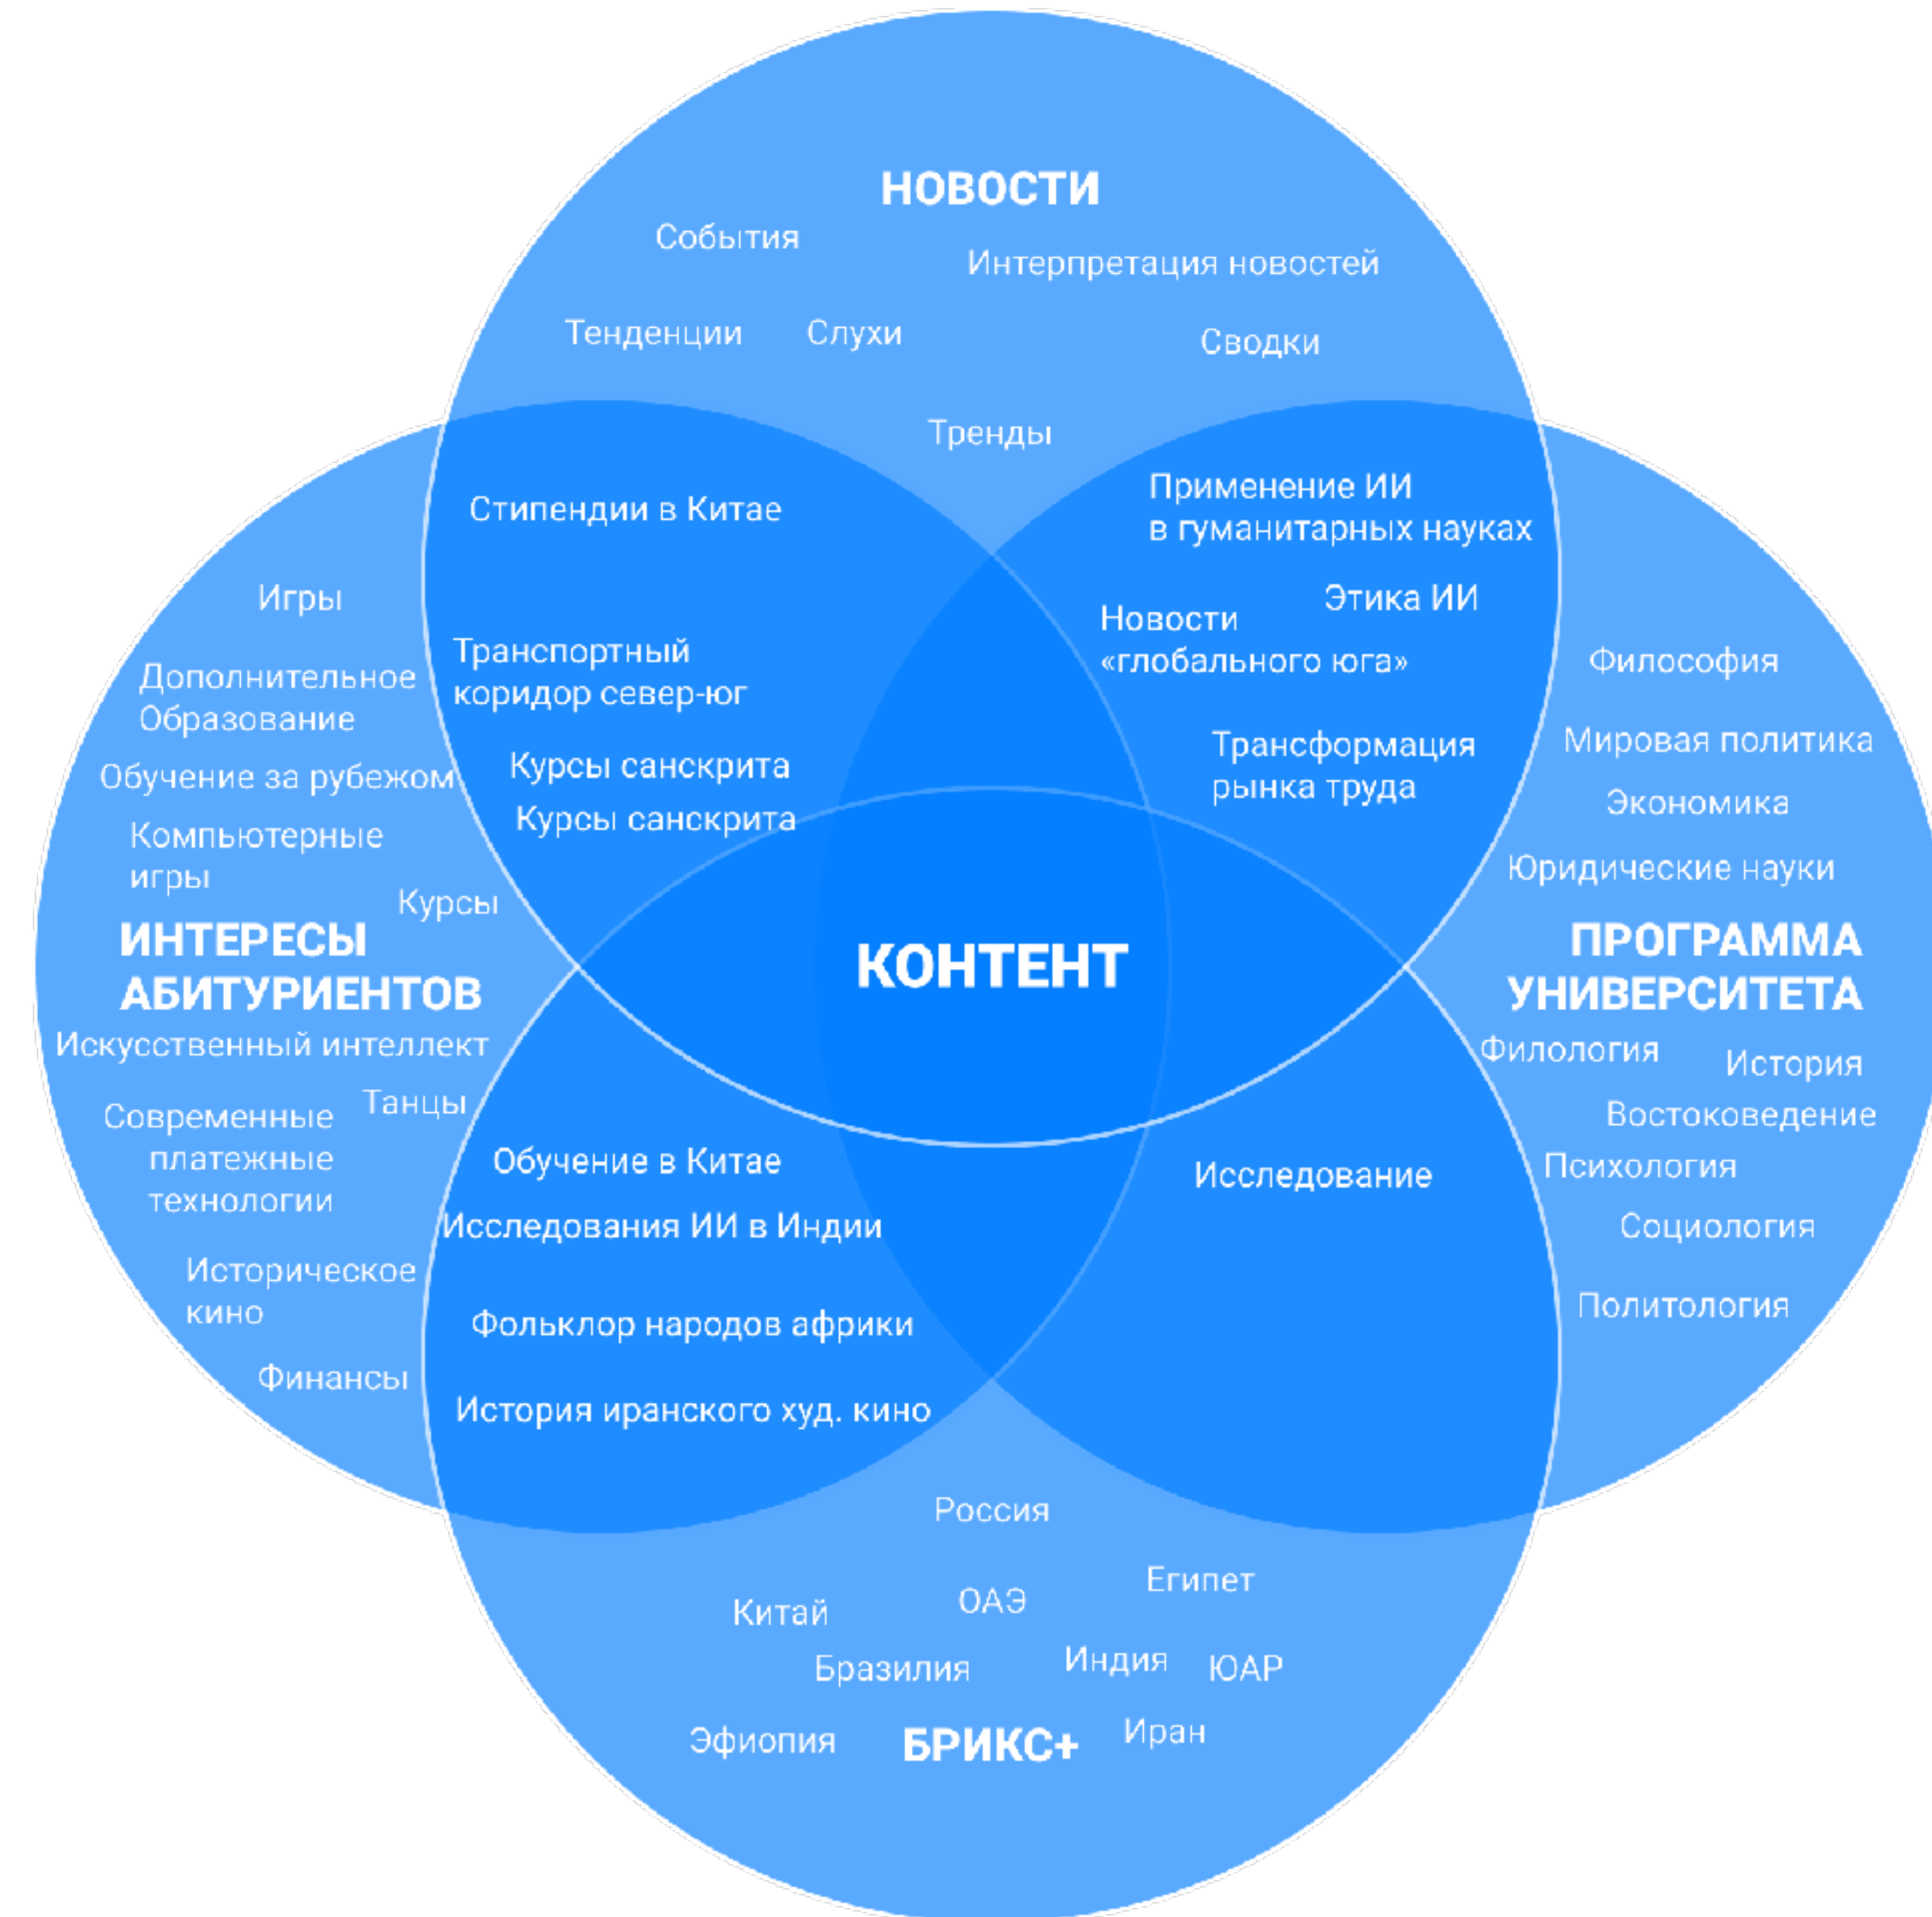 НОВОСТИ
События
Интерпретация новостей
Тенденции
Слухи
Сводки
Тренды
Стипендии в Китае
Транспортный
коридор север-юг
Курсы санскрита
Курсы санскрита
Применение ИИ
в гуманитарных науках
Этика ИИ
Новости
«глобального юга»
Трансформация
рынка труда
Игры
Дополнительное
Образование
Обучение за рубежом
Компьютерные
игры
Курсы
ИНТЕРЕСЫ
АБИТУРИЕНТОВ
Искусственный интеллект
Танцы
Современные
платежные
технологии
Историческое
кино
Финансы
КОНТЕНТ
Философия
Мировая политика
Экономика
Юридические науки
ПРОГРАММА
УНИВЕРСИТЕТА
Филология
История
Востоковедение
Психология
Социология
Политология
Обучение в Китае
Исследования ИИ в Индии
Фольклор народов африки
История иранского худ. кино
Исследование
Россия
Египет
ОАЭ
Китай
Индия
ЮАР
Бразилия
Иран
Эфиопия
БРИКС+